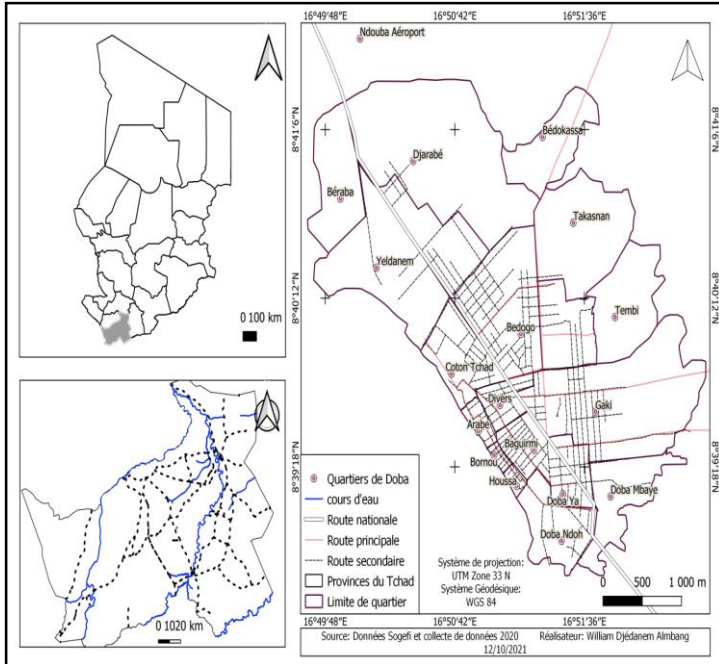 0 100 km
0 1020 km
16°49'48"E 16°50'42"E 16°51'36"E
8°41'6"N 8°41'6"N
8°40'12"N 8°40'12"N
8°39'18"N 8°39'18"N
Ndouba Aéroport
Bédokassa
Djarabé
Béraba
Takasnan
Yeldanem
Tembi
Bedogo
Coton Tchad
Divers
Gaki
Arabe
Baguirmi
Bornou
Houssa
Doba Ya
Doba Mbaye
Doba Ndoh
Quartiers de Doba
cours d'eau
Route nationale
Route principale
Route secondaire
Provinces du Tchad
Limite de quartier
Système de projection:
UTM Zone 33 N
Système Géodésique:
WGS 84
0 500 1 000 m
16°49'48"E 16°50'42"E 16°51'36"E
Source: Données Sogefi et collecte de données 2020 Réalisateur: William Djédanem Almbang
12/10/2021